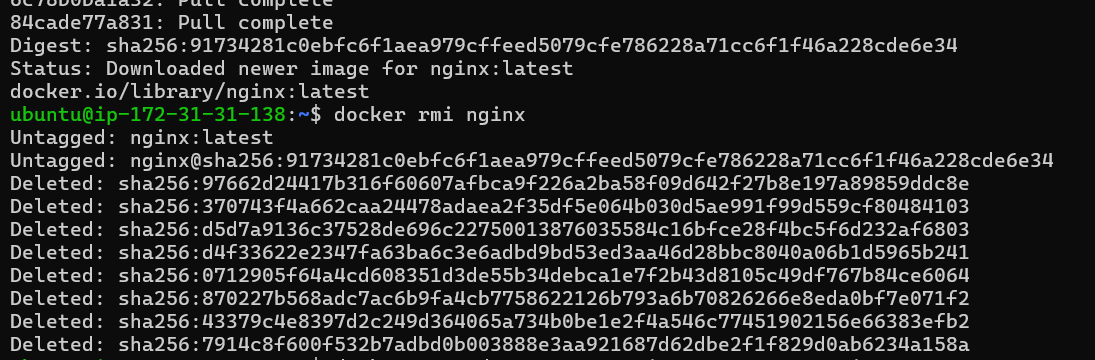 84cade77a831: Pull complete
Digest: sha256:91734281c0ebfc6f1aea979cffeed5079cfe786228a71cc6f1f46a228cde6e34
Status: Downloaded newer image for nginx:latest
docker.io/library/nginx:latest
ubuntu@ip-172-31-31-138:~$ docker rmi nginx
Untagged: nginx:latest
Untagged: nginx@sha256:91734281c0ebfc6f1aea979cffeed5079cfe786228a71cc6f1f46a228cde6e34
Deleted: sha256:97662d24417b316f60607afbca9f226a2ba58f09d642f27b8e197a89859ddc8e
Deleted: sha256:370743f4a662caa24478adaea2f35df5e064b030d5ae991f99d559cf80484103
Deleted: sha256:d5d7a9136c37528de696c22750013876035584c16bfce28f4bc5f6d232af6803
Deleted: sha256:d4f33622e2347fa63ba6c3e6adbd9bd53ed3aa46d28bbc8040a06b1d5965b241
Deleted: sha256:0712905f64a4cd608351d3de55b34debca1e7f2b43d8105c49df767b84ce6064
Deleted: sha256:870227b568adc7ac6b9fa4cb7758622126b793a6b70826266e8eda0bf7e071f2
Deleted: sha256:43379c4e8397d2c249d364065a734b0be1e2f4a546c77451902156e66383efb2
Deleted: sha256:7914c8f600f532b7adbd0b003888e3aa921687d62dbe2f1f829d0ab6234a158a